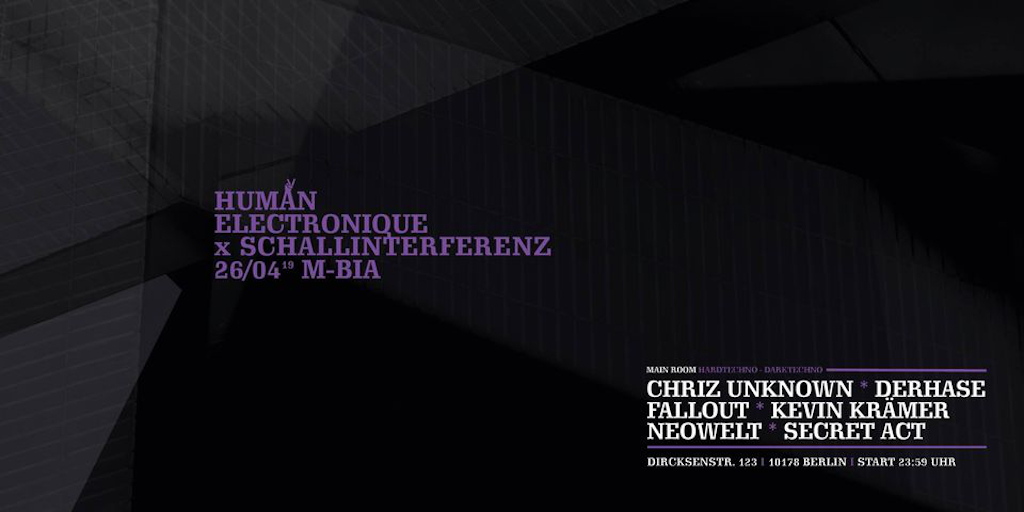 HUMAN
ELECTRONIQUE
x SCHALLINTERFERENZ
26/04¹⁹ M-BIA
MAIN ROOM HARDTECHNO - DARKTECHNO
CHRIZ UNKNOWN * DERHASE
FALLOUT * KEVIN KRÄMER
NEOWELT * SECRET ACT
DIRCKSENSTR. 123 | 10178 BERLIN | START 23:59 UHR